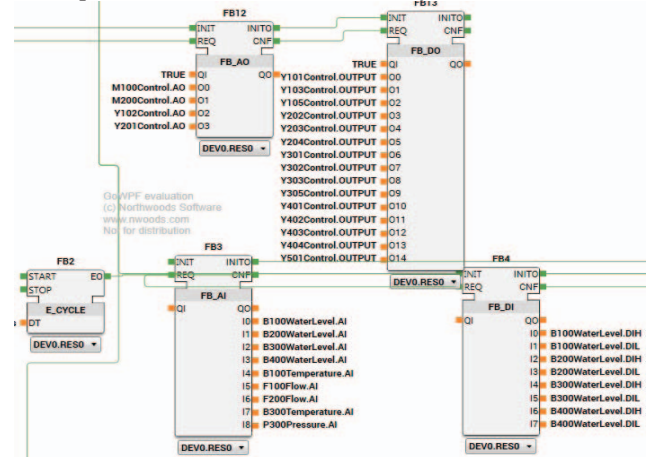 FB12
INIT INITO
REQ CNF
FB_AO
TRUE QI QO
M100Control.AO O0
M200Control.AO O1
Y102Control.AO O2
Y201Control.AO O3
DEV0.RES0
FB13
INIT INITO
REQ CNF
FB_DO
TRUE QI QO
Y101Control.OUTPUT O0
Y103Control.OUTPUT O1
Y105Control.OUTPUT O2
Y202Control.OUTPUT O3
Y203Control.OUTPUT O4
Y204Control.OUTPUT O5
Y301Control.OUTPUT O6
Y302Control.OUTPUT O7
Y303Control.OUTPUT O8
Y305Control.OUTPUT O9
Y401Control.OUTPUT O10
Y402Control.OUTPUT O11
Y403Control.OUTPUT O12
Y404Control.OUTPUT O13
Y501Control.OUTPUT O14
DEV0.RES0
GoWPF evaluation
(c) Northwoods Software
www.nwoods.com
Not for distribution
FB2
START EO
STOP
E_CYCLE
DT
DEV0.RES0
FB3
INIT INITO
REQ CNF
FB_AI
QI QO
I0 B100WaterLevel.AI
I1 B200WaterLevel.AI
I2 B300WaterLevel.AI
I3 B400WaterLevel.AI
I4 B100Temperature.AI
I5 F100Flow.AI
I6 F200Flow.AI
I7 B300Temperature.AI
I8 P300Pressure.AI
DEV0.RES0
FB4
INIT INITO
REQ CNF
FB_DI
QI QO
I0 B100WaterLevel.DIH
I1 B100WaterLevel.DIL
I2 B200WaterLevel.DIH
I3 B200WaterLevel.DIL
I4 B300WaterLevel.DIH
I5 B300WaterLevel.DIL
I6 B400WaterLevel.DIH
I7 B400WaterLevel.DIL
DEV0.RES0